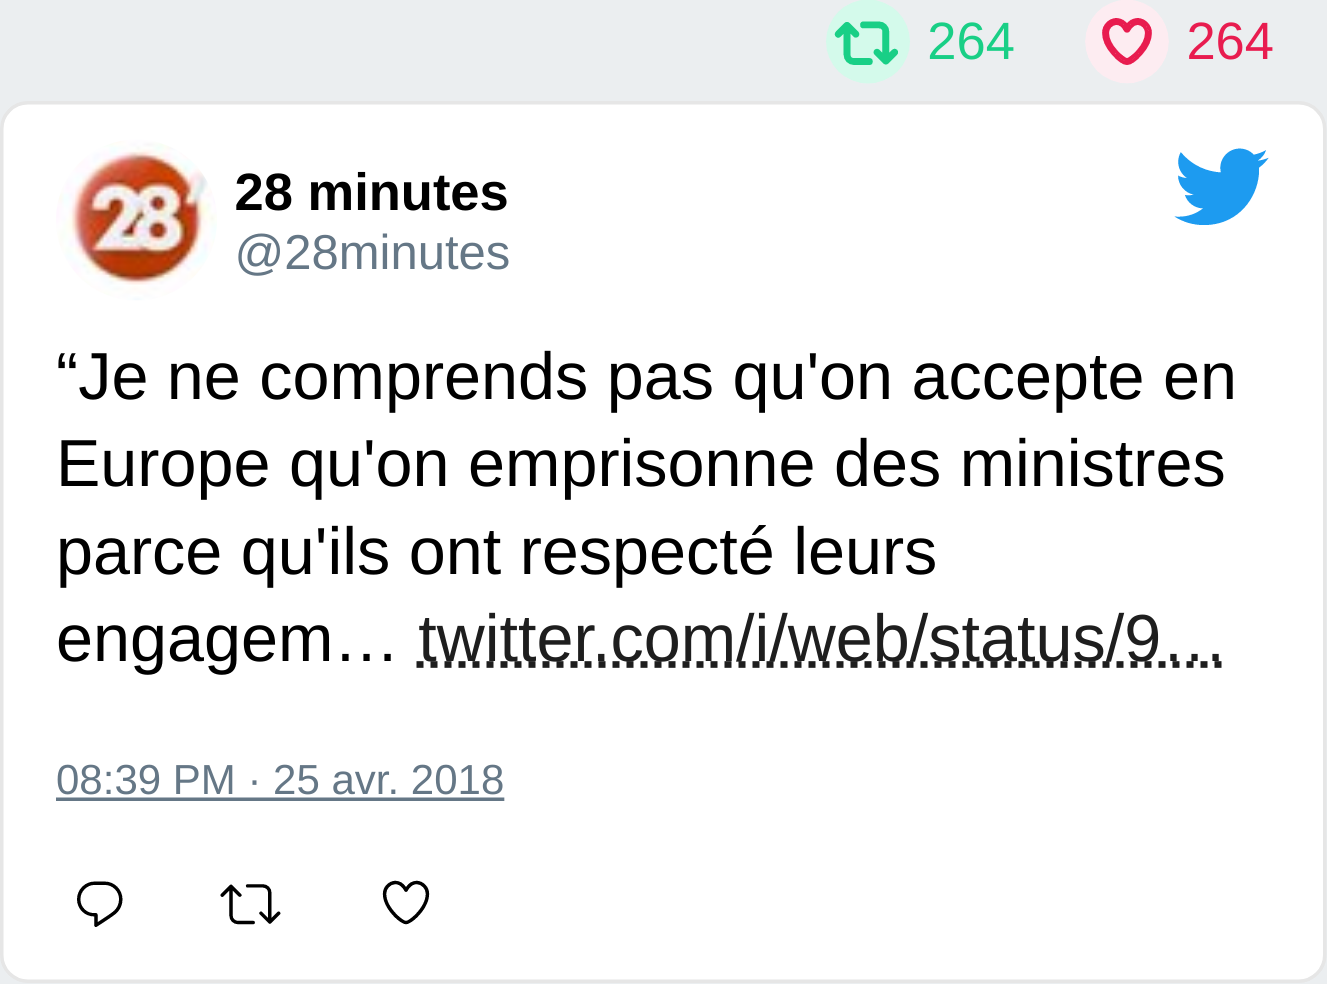 264 264
28'
28 minutes
@28minutes
“Je ne comprends pas qu'on accepte en
Europe qu'on emprisonne des ministres
parce qu'ils ont respecté leurs
engagem… twitter.com/i/web/status/9…
08:39 PM · 25 avr. 2018